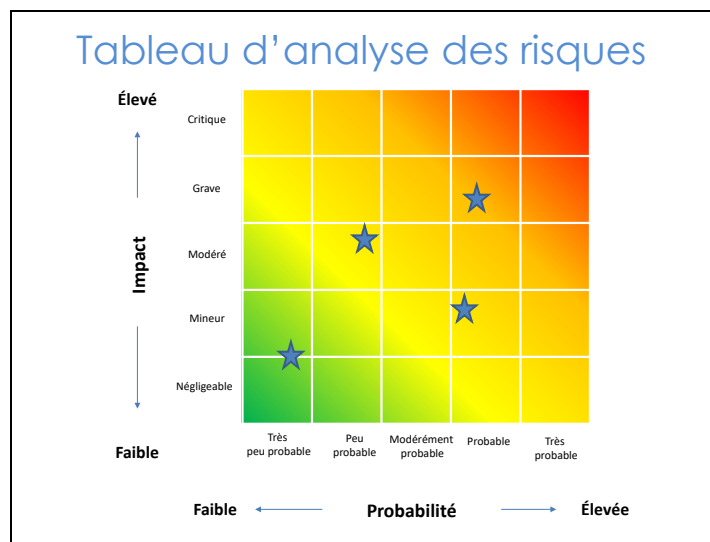 Tableau d’analyse des risques
Élevé
Critique
Grave
Impact
Modéré
Mineur
Négligeable
Faible
Très
peu probable
Peu
probable
Modérément
probable
Probable
Très
probable
Faible
Probabilité
Élevée